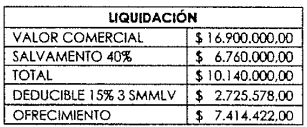 LIQUIDACIÓN
VALOR COMERCIAL $ 16.900.000,00
SALVAMENTO 40% $ 6.760.000,00
TOTAL $ 10.140.000,00
DEDUCIBLE 15% 3 SMMLV $ 2.725.578,00
OFRECIMIENTO $ 7.414.422,00